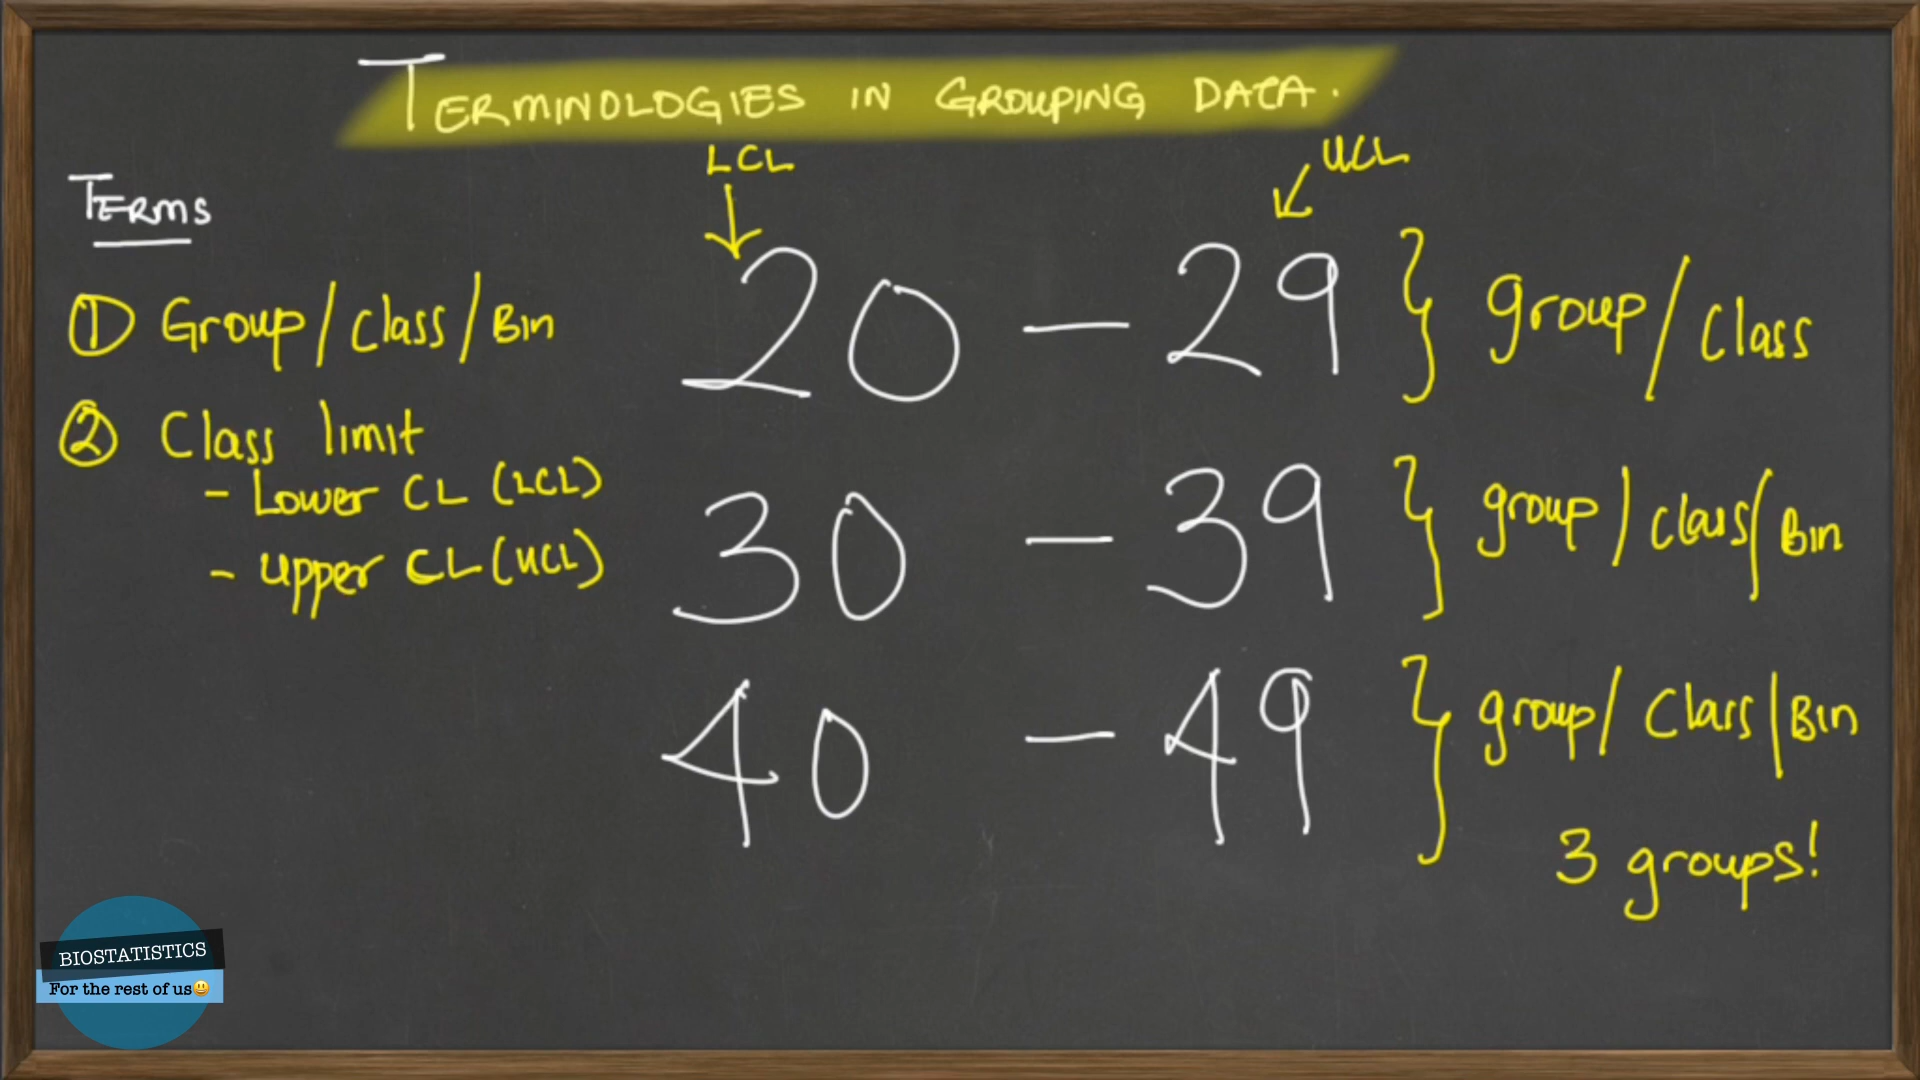 TERMINOLOGIES IN GROUPING DATA.
LCL
UCL
TERMS
① Group/Class/Bin
20 — 29 } group/Class
② Class limit
- Lower CL (LCL)
- Upper CL (UCL)
30 — 39 } group/class/Bin
40 — 49 } group/Class/Bin
3 groups!
BIOSTATISTICS
For the rest of us😃